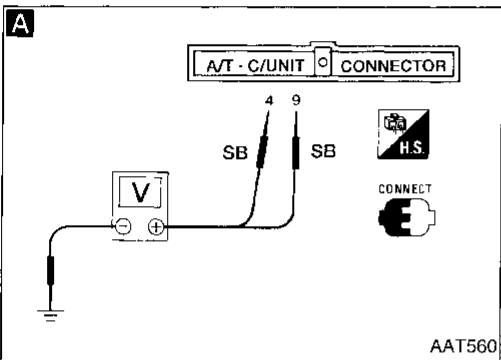 A
A/T · C/UNIT CONNECTOR
4 9
SB SB
H.S.
V
CONNECT
− +
AAT560